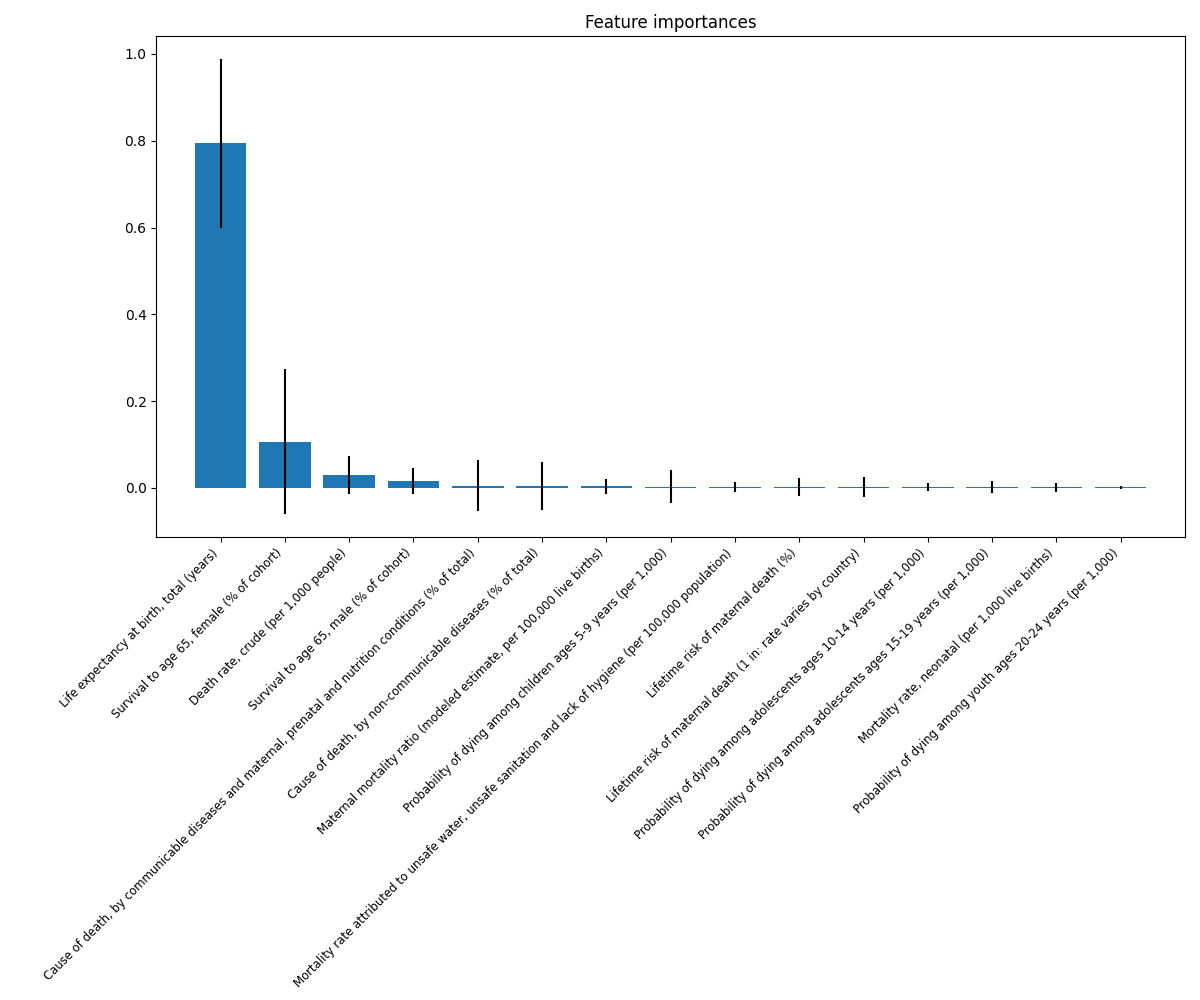 Feature importances
1.0
0.8
0.6
0.4
0.2
0.0
Life expectancy at birth, total (years)
Survival to age 65, female (% of cohort)
Death rate, crude (per 1,000 people)
Survival to age 65, male (% of cohort)
Cause of death, by communicable diseases and maternal, prenatal and nutrition conditions (% of total)
Cause of death, by non-communicable diseases (% of total)
Maternal mortality ratio (modeled estimate, per 100,000 live births)
Probability of dying among children ages 5-9 years (per 1,000)
Mortality rate attributed to unsafe water, unsafe sanitation and lack of hygiene (per 100,000 population)
Lifetime risk of maternal death (%)
Lifetime risk of maternal death (1 in: rate varies by country)
Probability of dying among adolescents ages 10-14 years (per 1,000)
Probability of dying among adolescents ages 15-19 years (per 1,000)
Mortality rate, neonatal (per 1,000 live births)
Probability of dying among youth ages 20-24 years (per 1,000)